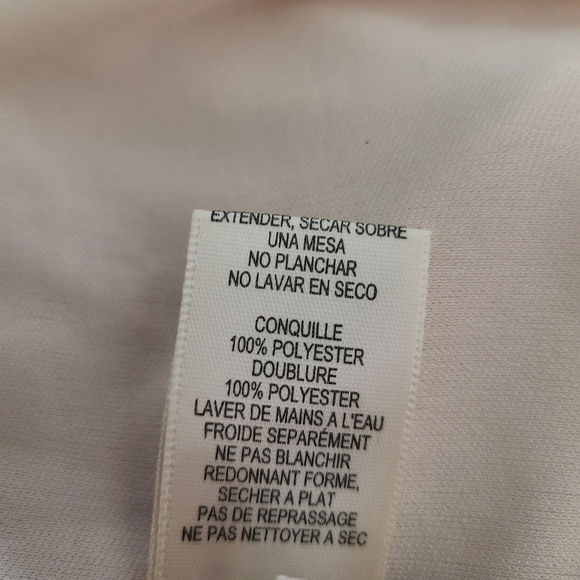 EXTENDER, SECAR SOBRE
UNA MESA
NO PLANCHAR
NO LAVAR EN SECO
CONQUILLE
100% POLYESTER
DOUBLURE
100% POLYESTER
LAVER DE MAINS A L'EAU
FROIDE SEPARÉMENT
NE PAS BLANCHIR
REDONNANT FORME,
SECHER A PLAT
PAS DE REPRASSAGE
NE PAS NETTOYER A SEC